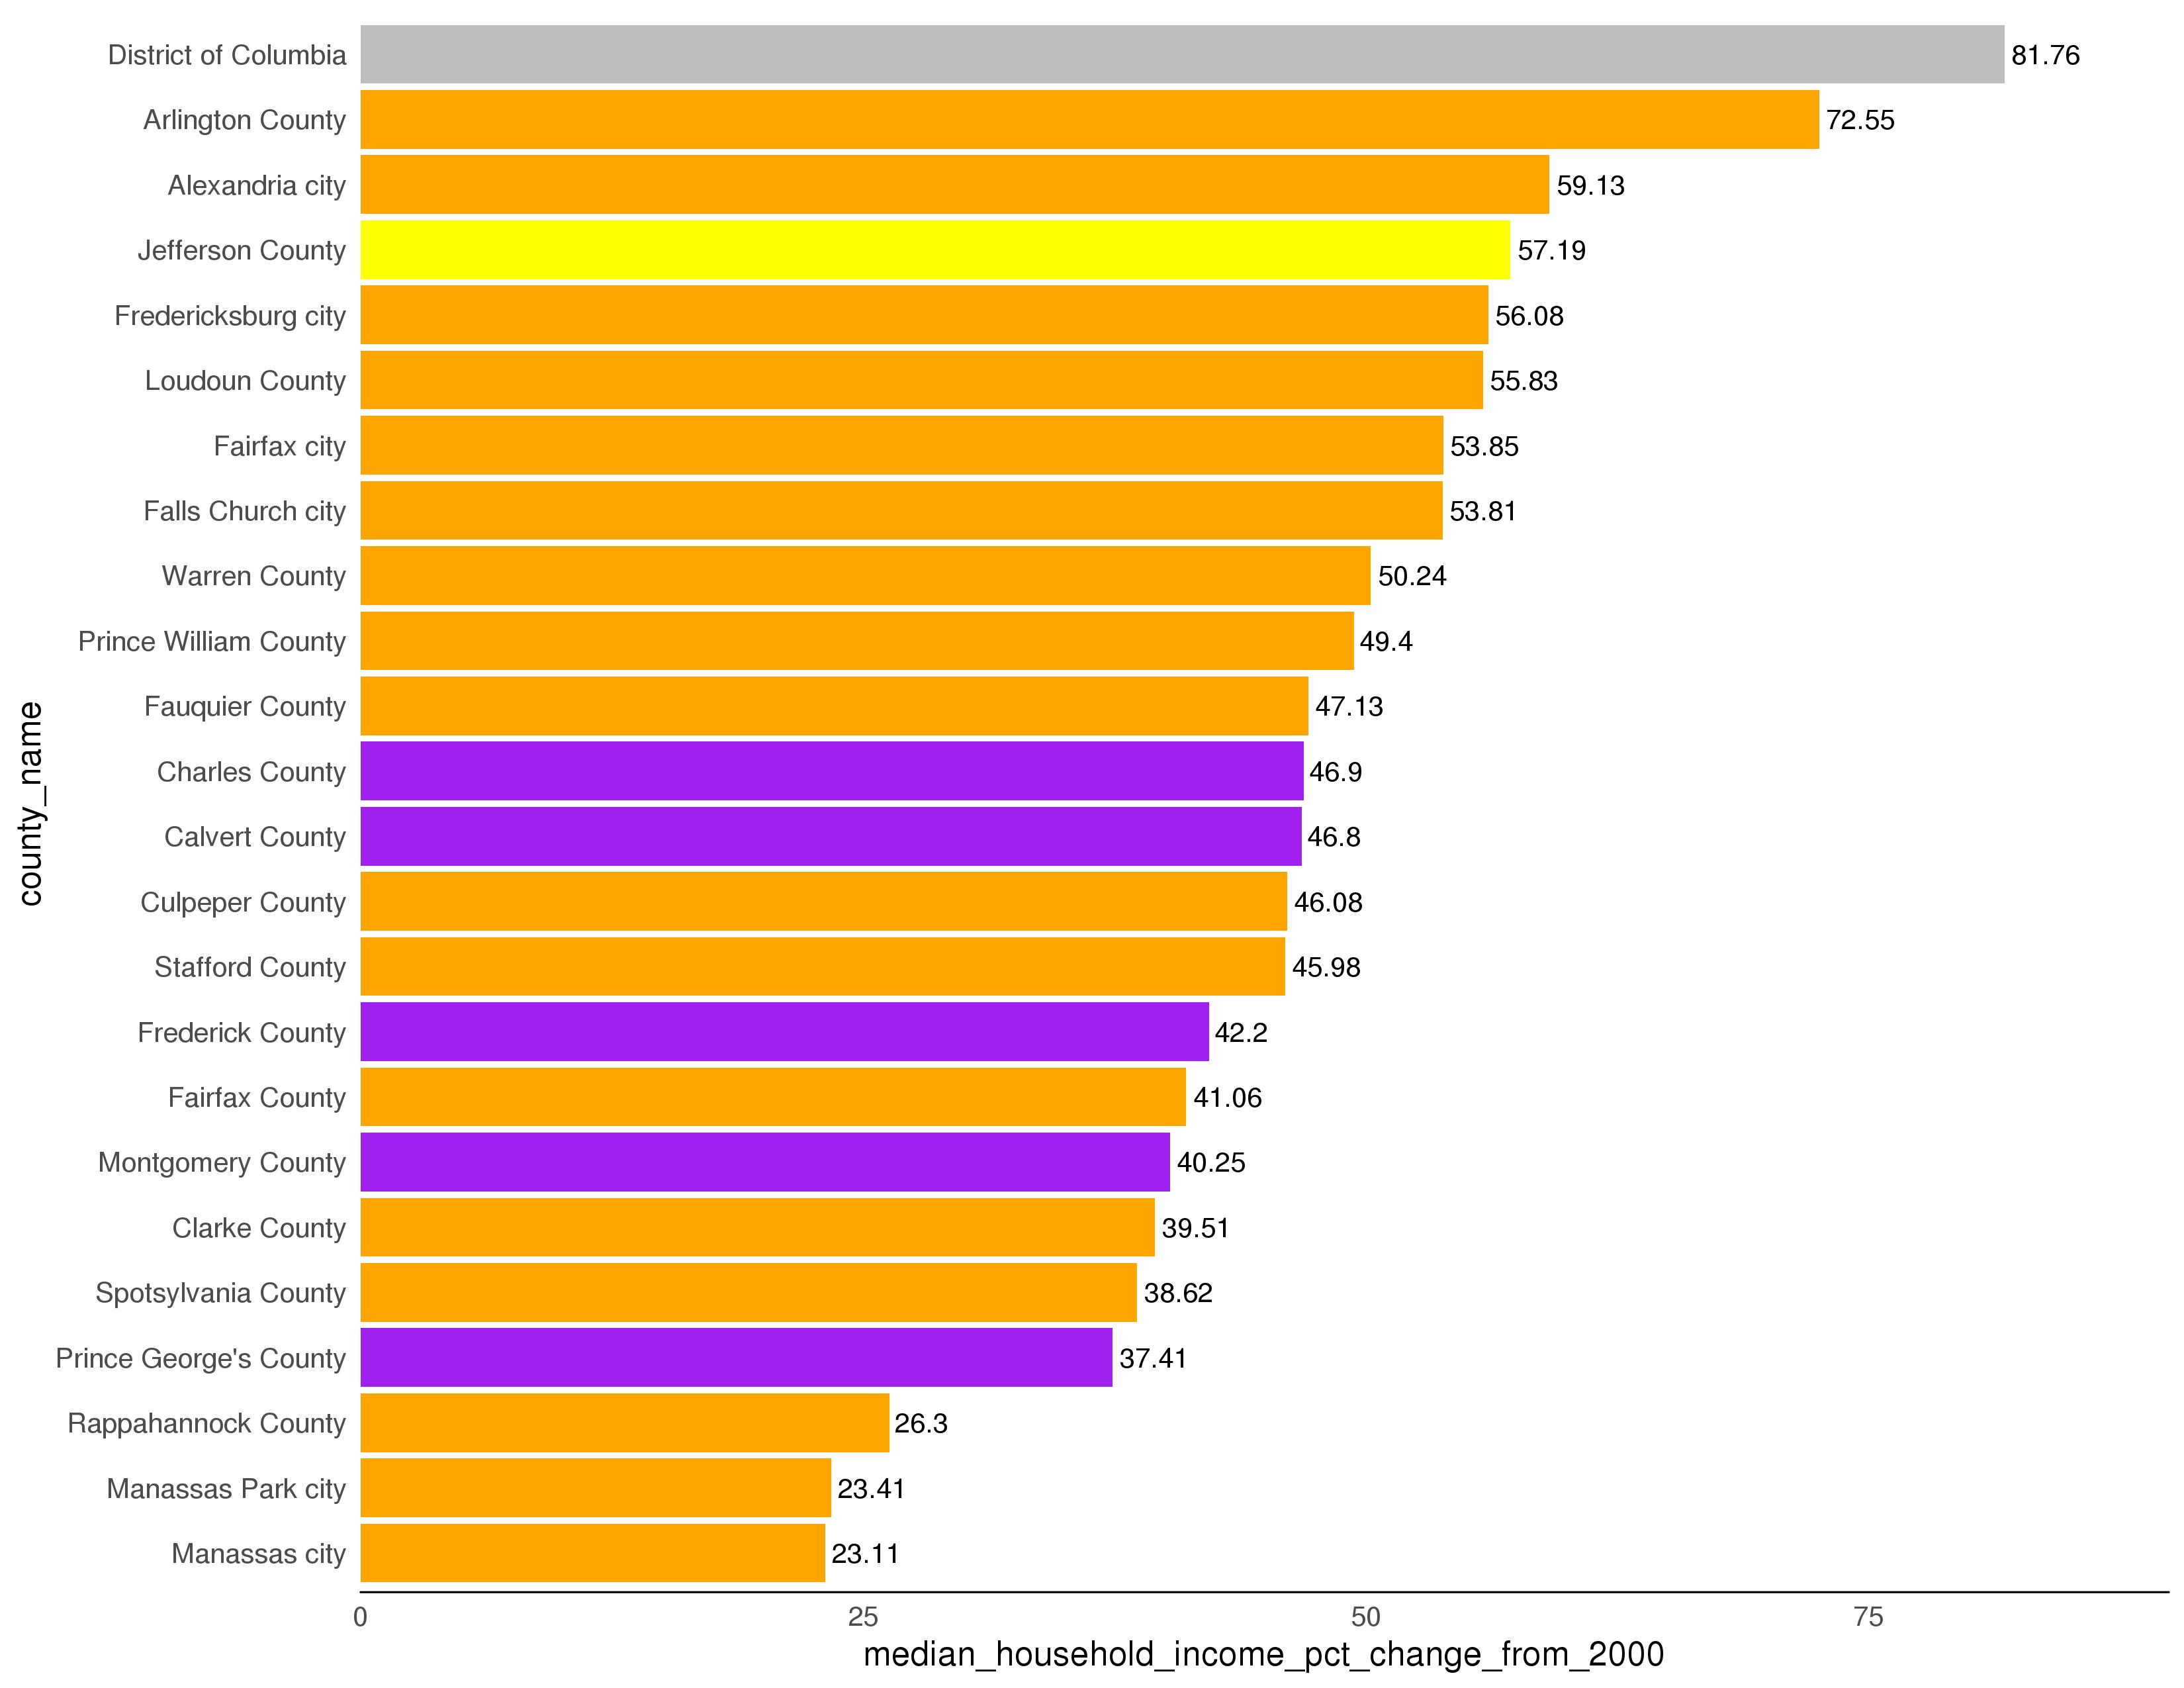 District of Columbia 81.76
Arlington County 72.55
Alexandria city 59.13
Jefferson County 57.19
Fredericksburg city 56.08
Loudoun County 55.83
Fairfax city 53.85
Falls Church city 53.81
Warren County 50.24
Prince William County 49.4
Fauquier County 47.13
Charles County 46.9
Calvert County 46.8
Culpeper County 46.08
Stafford County 45.98
Frederick County 42.2
Fairfax County 41.06
Montgomery County 40.25
Clarke County 39.51
Spotsylvania County 38.62
Prince George's County 37.41
Rappahannock County 26.3
Manassas Park city 23.41
Manassas city 23.11
county_name
0 25 50 75
median_household_income_pct_change_from_2000